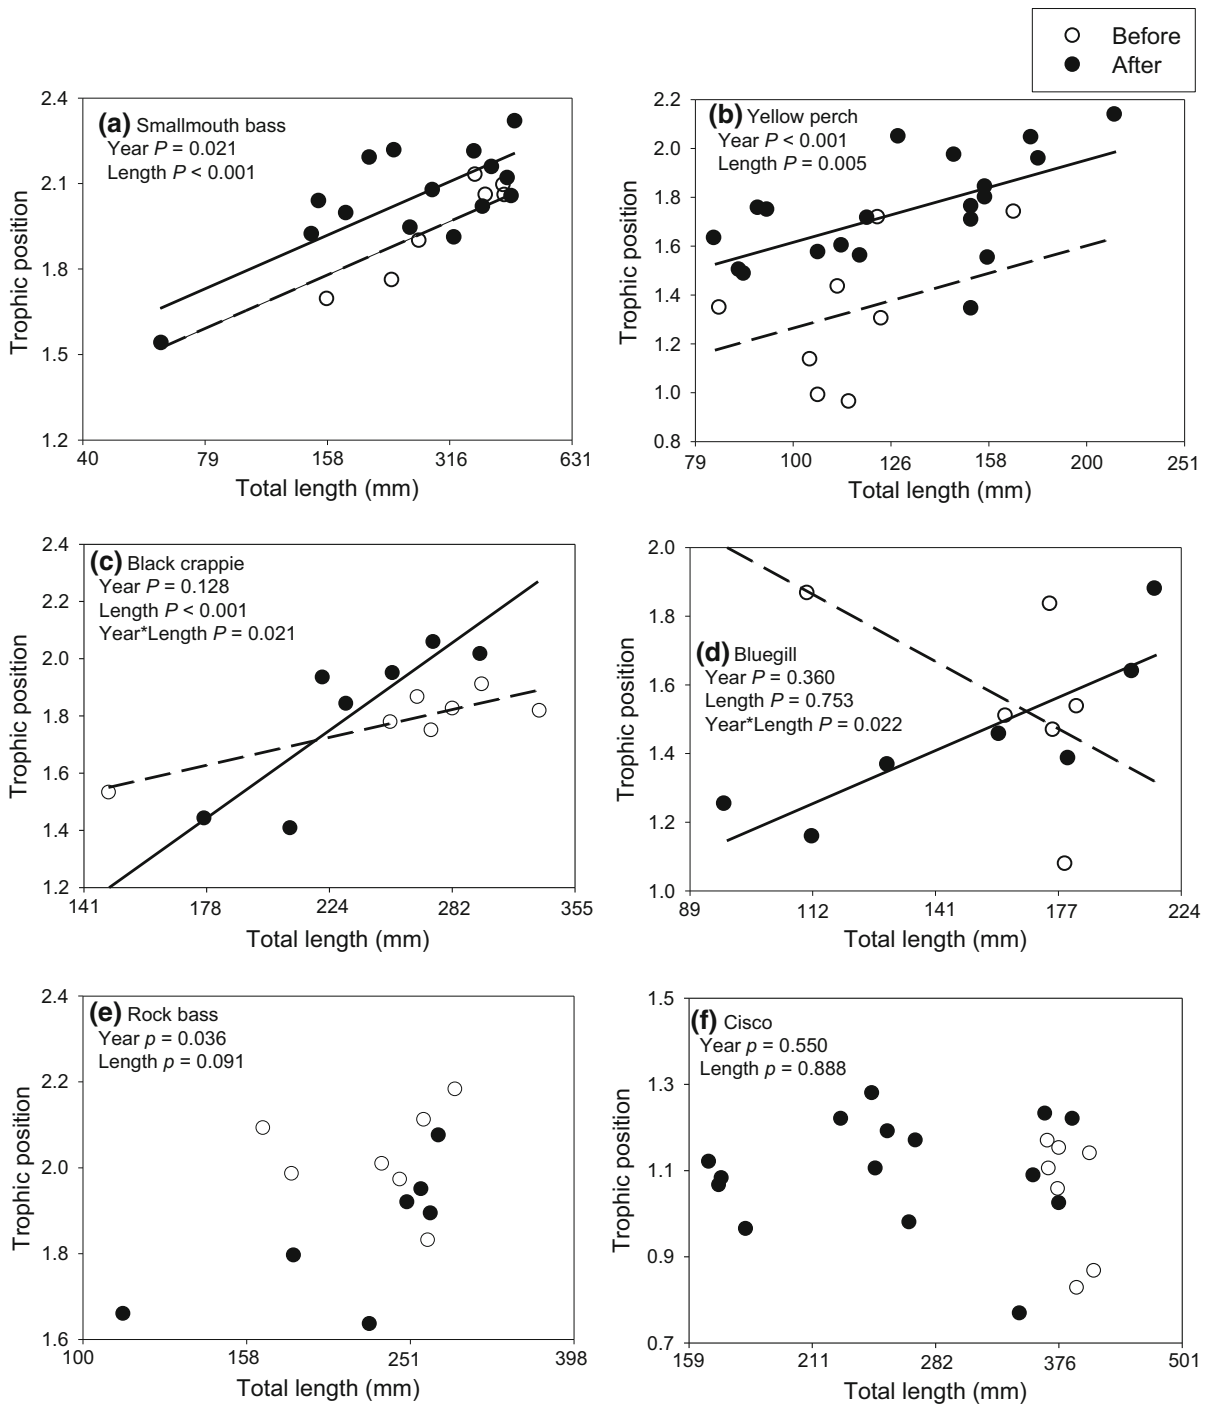 Before
After
(a) Smallmouth bass
Year P = 0.021
Length P < 0.001
2.4
2.1
1.8
1.5
1.2
Trophic position
40 79 158 316 631
Total length (mm)
(b) Yellow perch
Year P < 0.001
Length P = 0.005
2.2
2.0
1.8
1.6
1.4
1.2
1.0
0.8
Trophic position
79 100 126 158 200 251
Total length (mm)
(c) Black crappie
Year P = 0.128
Length P < 0.001
Year*Length P = 0.021
2.4
2.2
2.0
1.8
1.6
1.4
1.2
Trophic position
141 178 224 282 355
Total length (mm)
(d) Bluegill
Year P = 0.360
Length P = 0.753
Year*Length P = 0.022
2.0
1.8
1.6
1.4
1.2
1.0
Trophic position
89 112 141 177 224
Total length (mm)
(e) Rock bass
Year p = 0.036
Length p = 0.091
2.4
2.2
2.0
1.8
1.6
Trophic position
100 158 251 398
Total length (mm)
(f) Cisco
Year p = 0.550
Length p = 0.888
1.5
1.3
1.1
0.9
0.7
Trophic position
159 211 282 376 501
Total length (mm)